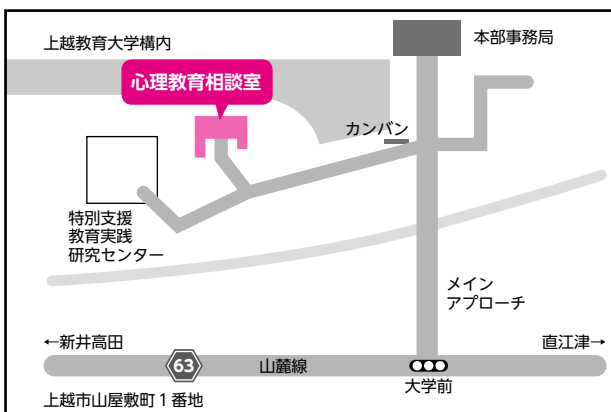 上越教育大学構内
本部事務局
心理教育相談室
カンバン
特別支援
教育実践
研究センター
メイン
アプローチ
←新井高田
直江津→
63
山麓線
大学前
上越市山屋敷町1番地